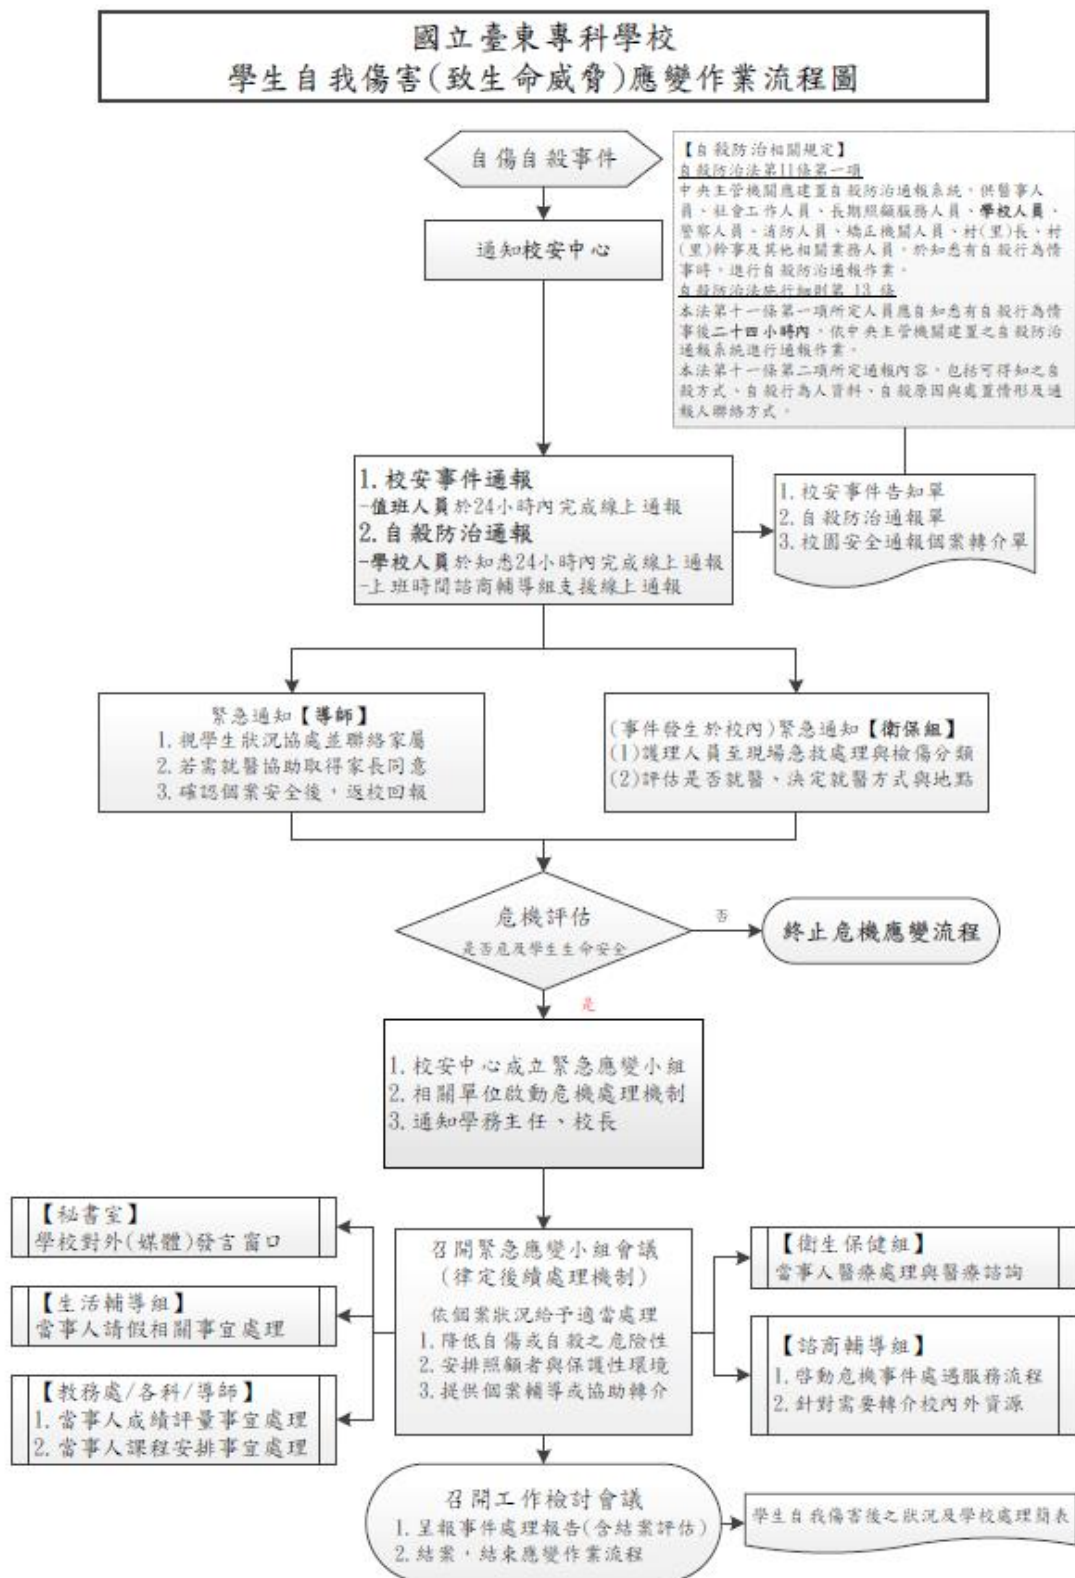 國立臺東專科學校
學生自我傷害(致生命威脅)應變作業流程圖
自傷自殺事件
通知校安中心
【自殺防治相關規定】
自殺防治法第11條第一項
中央主管機關應建置自殺防治通報系統，供醫事人
員、社會工作人員、長期照顧服務人員、學校人員、
警察人員、消防人員、矯正機關人員、村(里)長、村
(里)幹事及其他相關業務人員，於知悉有自殺行為情
事時，進行自殺防治通報作業。
自殺防治法施行細則第 13 條
本法第十一條第一項所定人員應自知悉有自殺行為情
事後二十四小時內，依中央主管機關建置之自殺防治
通報系統進行通報作業。
本法第十一條第二項所定通報內容，包括可得知之自
殺方式、自殺行為人資料、自殺原因與處置情形及通
報人聯絡方式。
1.校安事件通報
-值班人員於24小時內完成線上通報
2.自殺防治通報
-學校人員於知悉24小時內完成線上通報
-上班時間諮商輔導組支援線上通報
1.校安事件告知單
2.自殺防治通報單
3.校園安全通報個案轉介單
緊急通知【導師】
1.視學生狀況協處並聯絡家屬
2.若需就醫協助取得家長同意
3.確認個案安全後，返校回報
(事件發生於校內)緊急通知【衛保組】
(1)護理人員至現場急救處理與檢傷分類
(2)評估是否就醫、決定就醫方式與地點
危機評估
是否危及學生生命安全
否
終止危機應變流程
是
1.校安中心成立緊急應變小組
2.相關單位啟動危機處理機制
3.通知學務主任、校長
【秘書室】
學校對外(媒體)發言窗口
【生活輔導組】
當事人請假相關事宜處理
【教務處/各科/導師】
1.當事人成績評量事宜處理
2.當事人課程安排事宜處理
召開緊急應變小組會議
(律定後續處理機制)
依個案狀況給予適當處理
1.降低自傷或自殺之危險性
2.安排照顧者與保護性環境
3.提供個案輔導或協助轉介
【衛生保健組】
當事人醫療處理與醫療諮詢
【諮商輔導組】
1.啓動危機事件處遇服務流程
2.針對需要轉介校內外資源
召開工作檢討會議
1.呈報事件處理報告(含結案評估)
2.結案，結束應變作業流程
學生自我傷害後之狀況及學校處理簡表